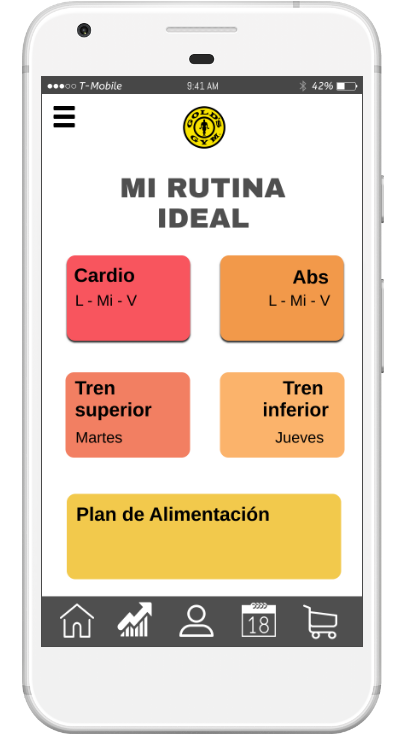 T-Mobile 9:41 AM 42%
GOLD'S GYM
MI RUTINA
IDEAL
Cardio
L - Mi - V
Abs
L - Mi - V
Tren
superior
Martes
Tren
inferior
Jueves
Plan de Alimentación
18